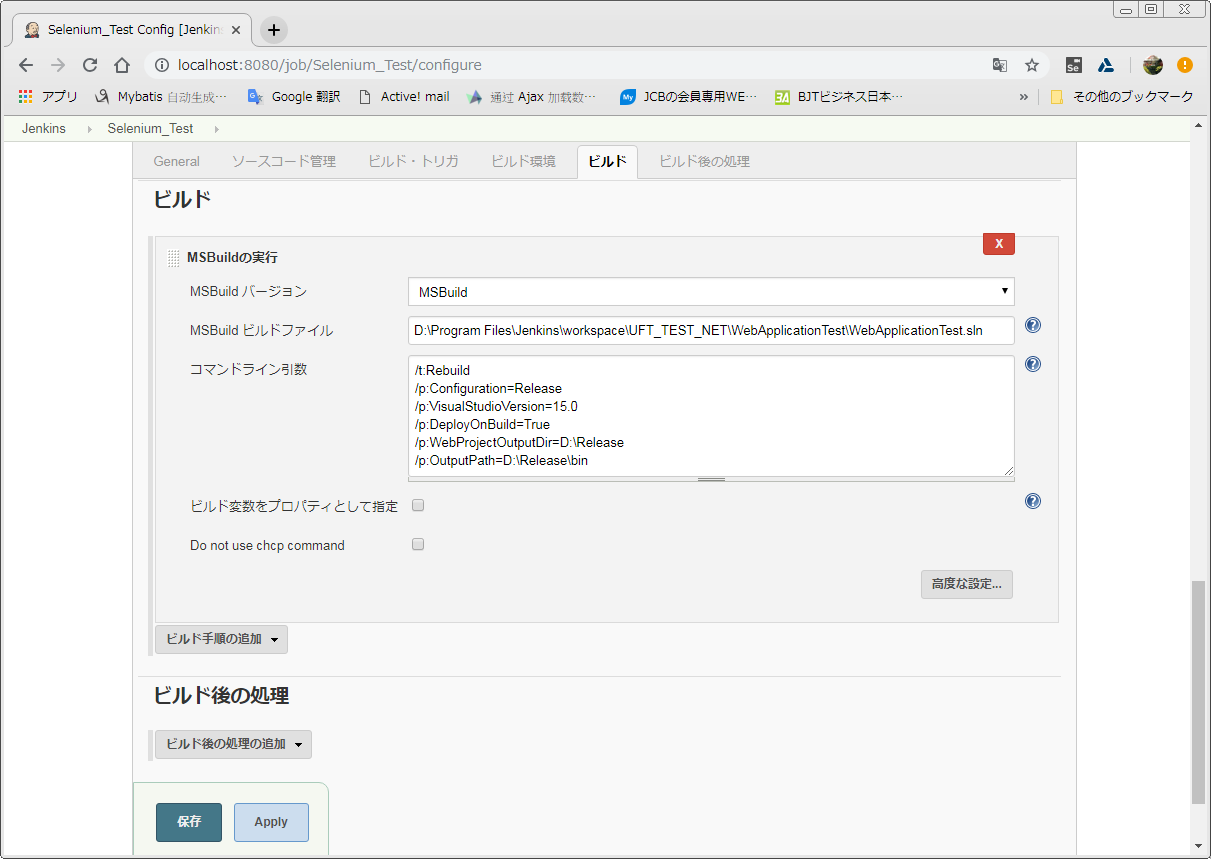 Selenium_Test Config [Jenkin
localhost:8080/job/Selenium_Test/configure
Se
アプリ Mybatis 自动生成… Google 翻訳 Active! mail 通过 Ajax 加载数… My JCBの会員専用WE… BJTビジネス日本… » その他のブックマーク
Jenkins Selenium_Test
General ソースコード管理 ビルド・トリガ ビルド環境 ビルド ビルド後の処理
ビルド
X
MSBuildの実行
MSBuild バージョン MSBuild
MSBuild ビルドファイル D:\Program Files\Jenkins\workspace\UFT_TEST_NET\WebApplicationTest\WebApplicationTest.sln
コマンドライン引数
/t:Rebuild
/p:Configuration=Release
/p:VisualStudioVersion=15.0
/p:DeployOnBuild=True
/p:WebProjectOutputDir=D:\Release
/p:OutputPath=D:\Release\bin
ビルド変数をプロパティとして指定
Do not use chcp command
高度な設定...
ビルド手順の追加
ビルド後の処理
ビルド後の処理の追加
保存 Apply